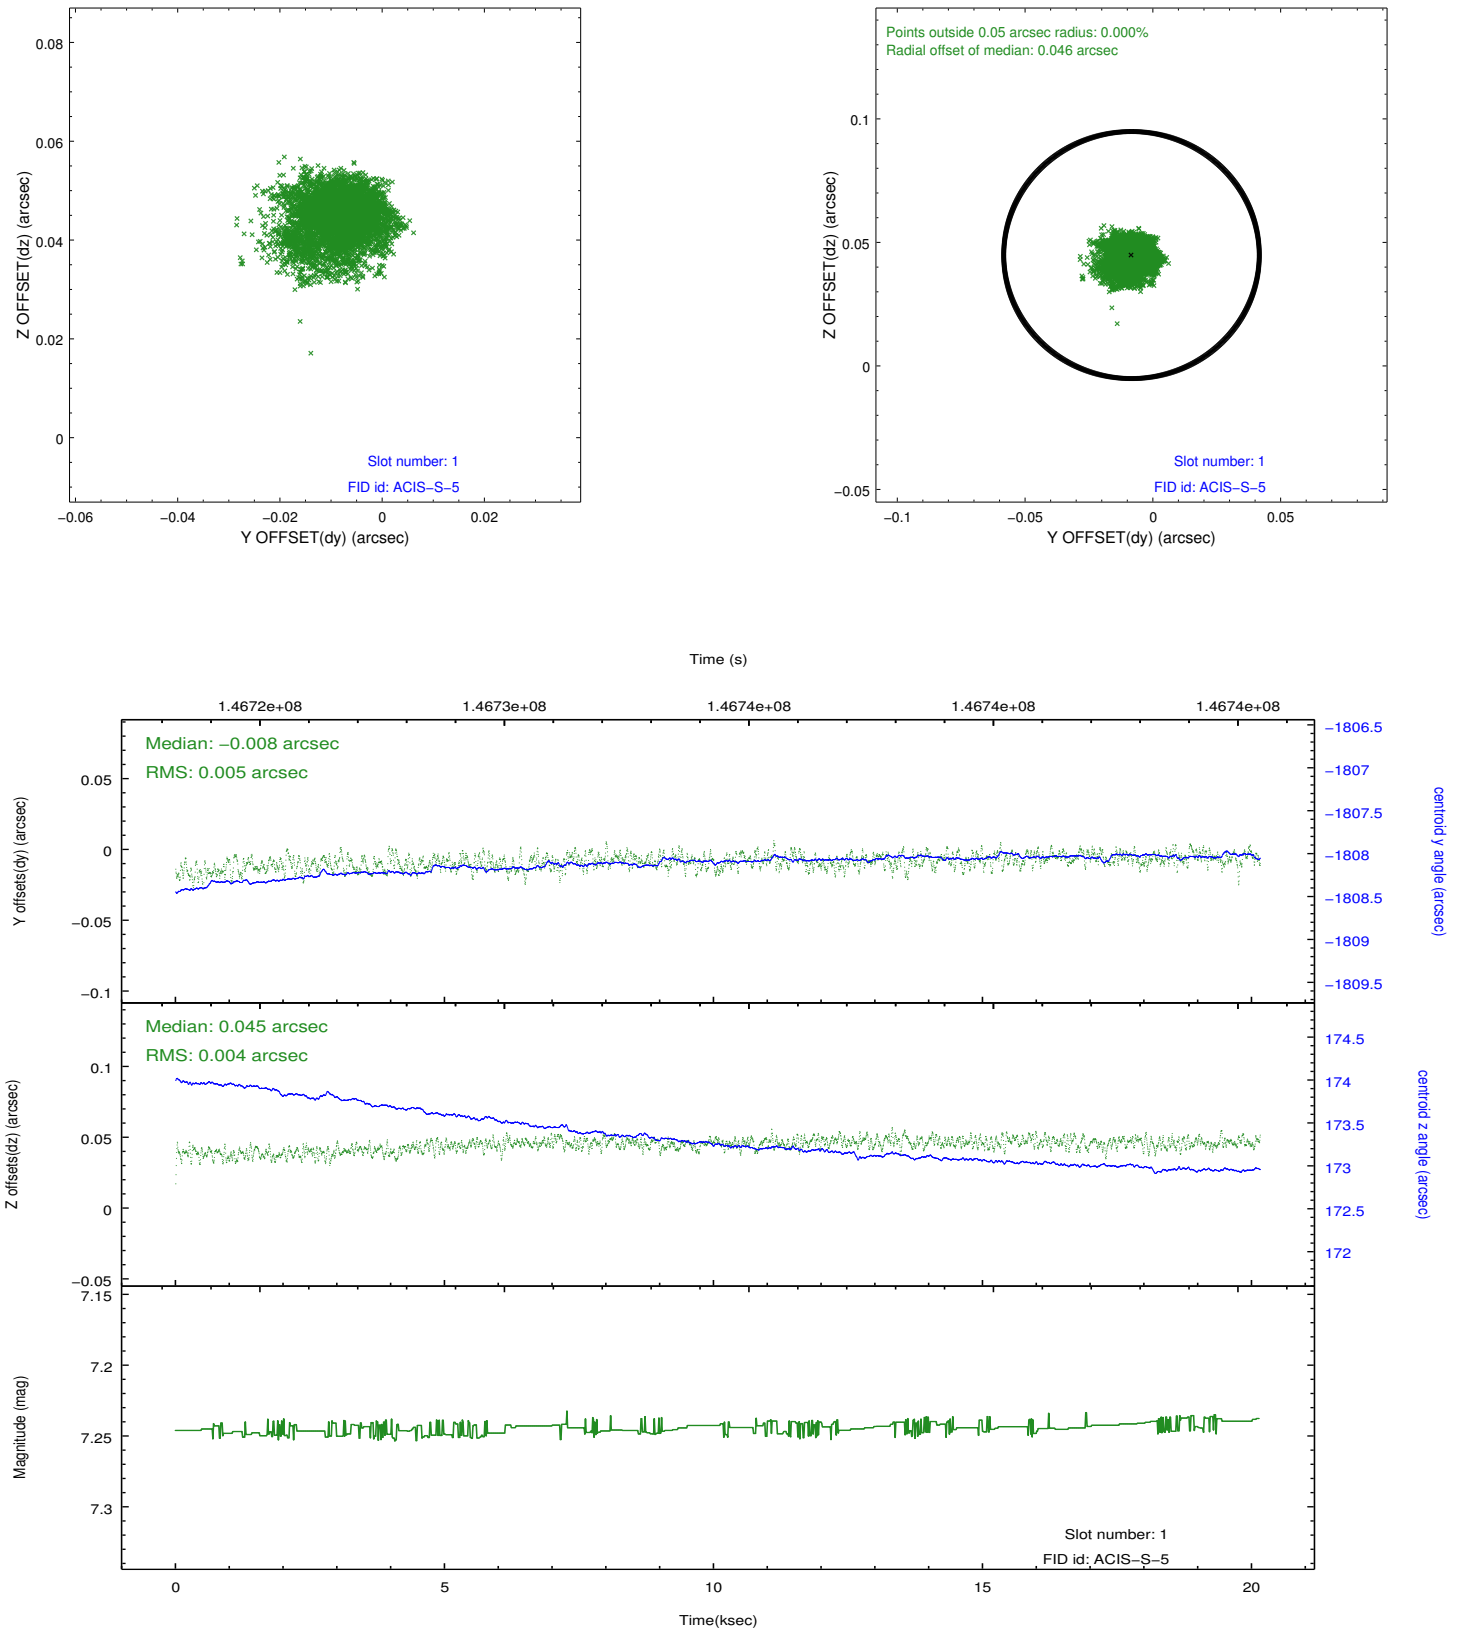 0.08
0.06
0.04
0.02
0
Z OFFSET(dz) (arcsec)
Slot number: 1
FID id: ACIS−S−5
−0.06 −0.04 −0.02 0 0.02
Y OFFSET(dy) (arcsec)
Points outside 0.05 arcsec radius: 0.000%
Radial offset of median: 0.046 arcsec
0.1
0.05
0
−0.05
Z OFFSET(dz) (arcsec)
Slot number: 1
FID id: ACIS−S−5
−0.1 −0.05 0 0.05
Y OFFSET(dy) (arcsec)
Time (s)
1.4672e+08 1.4673e+08 1.4674e+08 1.4674e+08 1.4674e+08
Median: −0.008 arcsec
RMS: 0.005 arcsec
0.05
0
−0.05
−0.1
Y offsets(dy) (arcsec)
−1806.5
−1807
−1807.5
−1808
−1808.5
−1809
−1809.5
centroid y angle (arcsec)
Median: 0.045 arcsec
RMS: 0.004 arcsec
0.1
0.05
0
−0.05
Z offsets(dz) (arcsec)
174.5
174
173.5
173
172.5
172
centroid z angle (arcsec)
7.15
7.2
7.25
7.3
Magnitude (mag)
Slot number: 1
FID id: ACIS−S−5
0 5 10 15 20
Time(ksec)